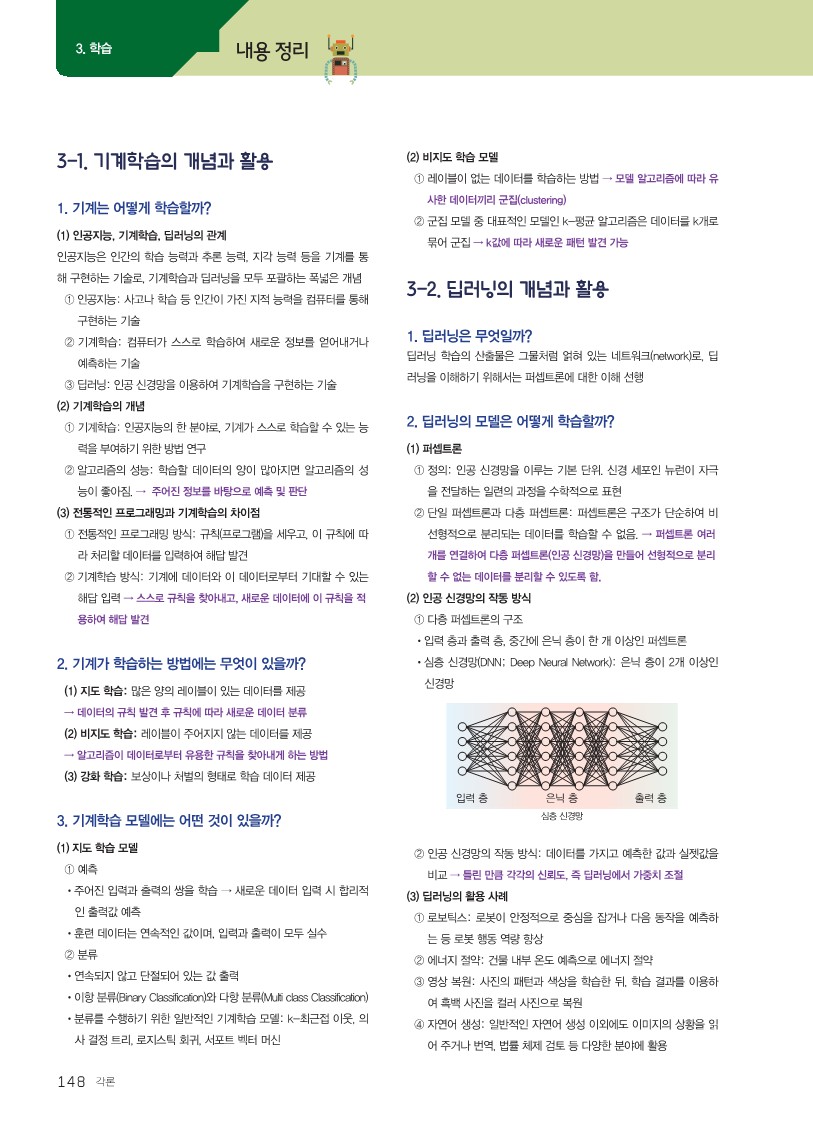 3. 학습
내용 정리
3-1. 기계학습의 개념과 활용
1. 기계는 어떻게 학습할까?
(1) 인공지능, 기계학습, 딥러닝의 관계
인공지능은 인간의 학습 능력과 추론 능력, 지각 능력 등을 기계를 통
해 구현하는 기술로, 기계학습과 딥러닝을 모두 포괄하는 폭넓은 개념
① 인공지능: 사고나 학습 등 인간이 가진 지적 능력을 컴퓨터를 통해
구현하는 기술
② 기계학습: 컴퓨터가 스스로 학습하여 새로운 정보를 얻어내거나
예측하는 기술
③ 딥러닝: 인공 신경망을 이용하여 기계학습을 구현하는 기술
(2) 기계학습의 개념
① 기계학습: 인공지능의 한 분야로, 기계가 스스로 학습할 수 있는 능
력을 부여하기 위한 방법 연구
② 알고리즘의 성능: 학습할 데이터의 양이 많아지면 알고리즘의 성
능이 좋아짐. → 주어진 정보를 바탕으로 예측 및 판단
(3) 전통적인 프로그래밍과 기계학습의 차이점
① 전통적인 프로그래밍 방식: 규칙(프로그램)을 세우고, 이 규칙에 따
라 처리할 데이터를 입력하여 해답 발견
② 기계학습 방식: 기계에 데이터와 이 데이터로부터 기대할 수 있는
해답 입력 → 스스로 규칙을 찾아내고, 새로운 데이터에 이 규칙을 적
용하여 해답 발견
2. 기계가 학습하는 방법에는 무엇이 있을까?
(1) 지도 학습: 많은 양의 레이블이 있는 데이터를 제공
→ 데이터의 규칙 발견 후 규칙에 따라 새로운 데이터 분류
(2) 비지도 학습: 레이블이 주어지지 않는 데이터를 제공
→ 알고리즘이 데이터로부터 유용한 규칙을 찾아내게 하는 방법
(3) 강화 학습: 보상이나 처벌의 형태로 학습 데이터 제공
3. 기계학습 모델에는 어떤 것이 있을까?
(1) 지도 학습 모델
① 예측
• 주어진 입력과 출력의 쌍을 학습 → 새로운 데이터 입력 시 합리적
인 출력값 예측
• 훈련 데이터는 연속적인 값이며, 입력과 출력이 모두 실수
② 분류
• 연속되지 않고 단절되어 있는 값 출력
• 이항 분류(Binary Classification)와 다항 분류(Multi class Classification)
• 분류를 수행하기 위한 일반적인 기계학습 모델: k-최근접 이웃, 의
사 결정 트리, 로지스틱 회귀, 서포트 벡터 머신
(2) 비지도 학습 모델
① 레이블이 없는 데이터를 학습하는 방법 → 모델 알고리즘에 따라 유
사한 데이터끼리 군집(clustering)
② 군집 모델 중 대표적인 모델인 k-평균 알고리즘은 데이터를 k개로
묶어 군집 → k값에 따라 새로운 패턴 발견 가능
3-2. 딥러닝의 개념과 활용
1. 딥러닝은 무엇일까?
딥러닝 학습의 산출물은 그물처럼 얽혀 있는 네트워크(network)로, 딥
러닝을 이해하기 위해서는 퍼셉트론에 대한 이해 선행
2. 딥러닝의 모델은 어떻게 학습할까?
(1) 퍼셉트론
① 정의: 인공 신경망을 이루는 기본 단위. 신경 세포인 뉴런이 자극
을 전달하는 일련의 과정을 수학적으로 표현
② 단일 퍼셉트론과 다층 퍼셉트론: 퍼셉트론은 구조가 단순하여 비
선형적으로 분리되는 데이터를 학습할 수 없음. → 퍼셉트론 여러
개를 연결하여 다층 퍼셉트론(인공 신경망)을 만들어 선형적으로 분리
할 수 없는 데이터를 분리할 수 있도록 함.
(2) 인공 신경망의 작동 방식
① 다층 퍼셉트론의 구조
• 입력 층과 출력 층, 중간에 은닉 층이 한 개 이상인 퍼셉트론
• 심층 신경망(DNN; Deep Neural Network): 은닉 층이 2개 이상인
신경망
입력 층 은닉 층 출력 층
심층 신경망
② 인공 신경망의 작동 방식: 데이터를 가지고 예측한 값과 실젯값을
비교 → 틀린 만큼 각각의 신뢰도, 즉 딥러닝에서 가중치 조절
(3) 딥러닝의 활용 사례
① 로보틱스: 로봇이 안정적으로 중심을 잡거나 다음 동작을 예측하
는 등 로봇 행동 역량 향상
② 에너지 절약: 건물 내부 온도 예측으로 에너지 절약
③ 영상 복원: 사진의 패턴과 색상을 학습한 뒤, 학습 결과를 이용하
여 흑백 사진을 컬러 사진으로 복원
④ 자연어 생성: 일반적인 자연어 생성 이외에도 이미지의 상황을 읽
어 주거나 번역, 법률 체제 검토 등 다양한 분야에 활용
148 각론